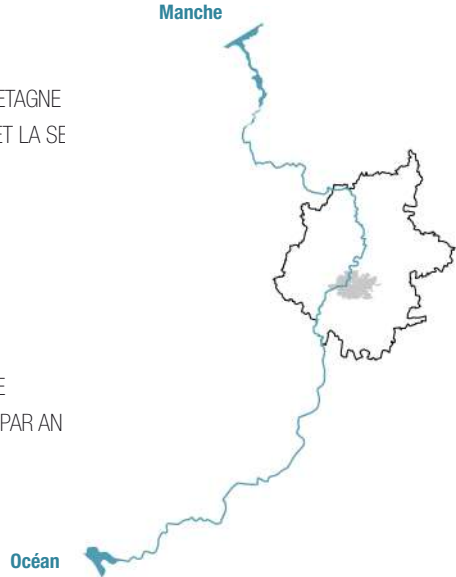 Manche
ETAGNE
ET LA SE
E
PAR AN
Océan